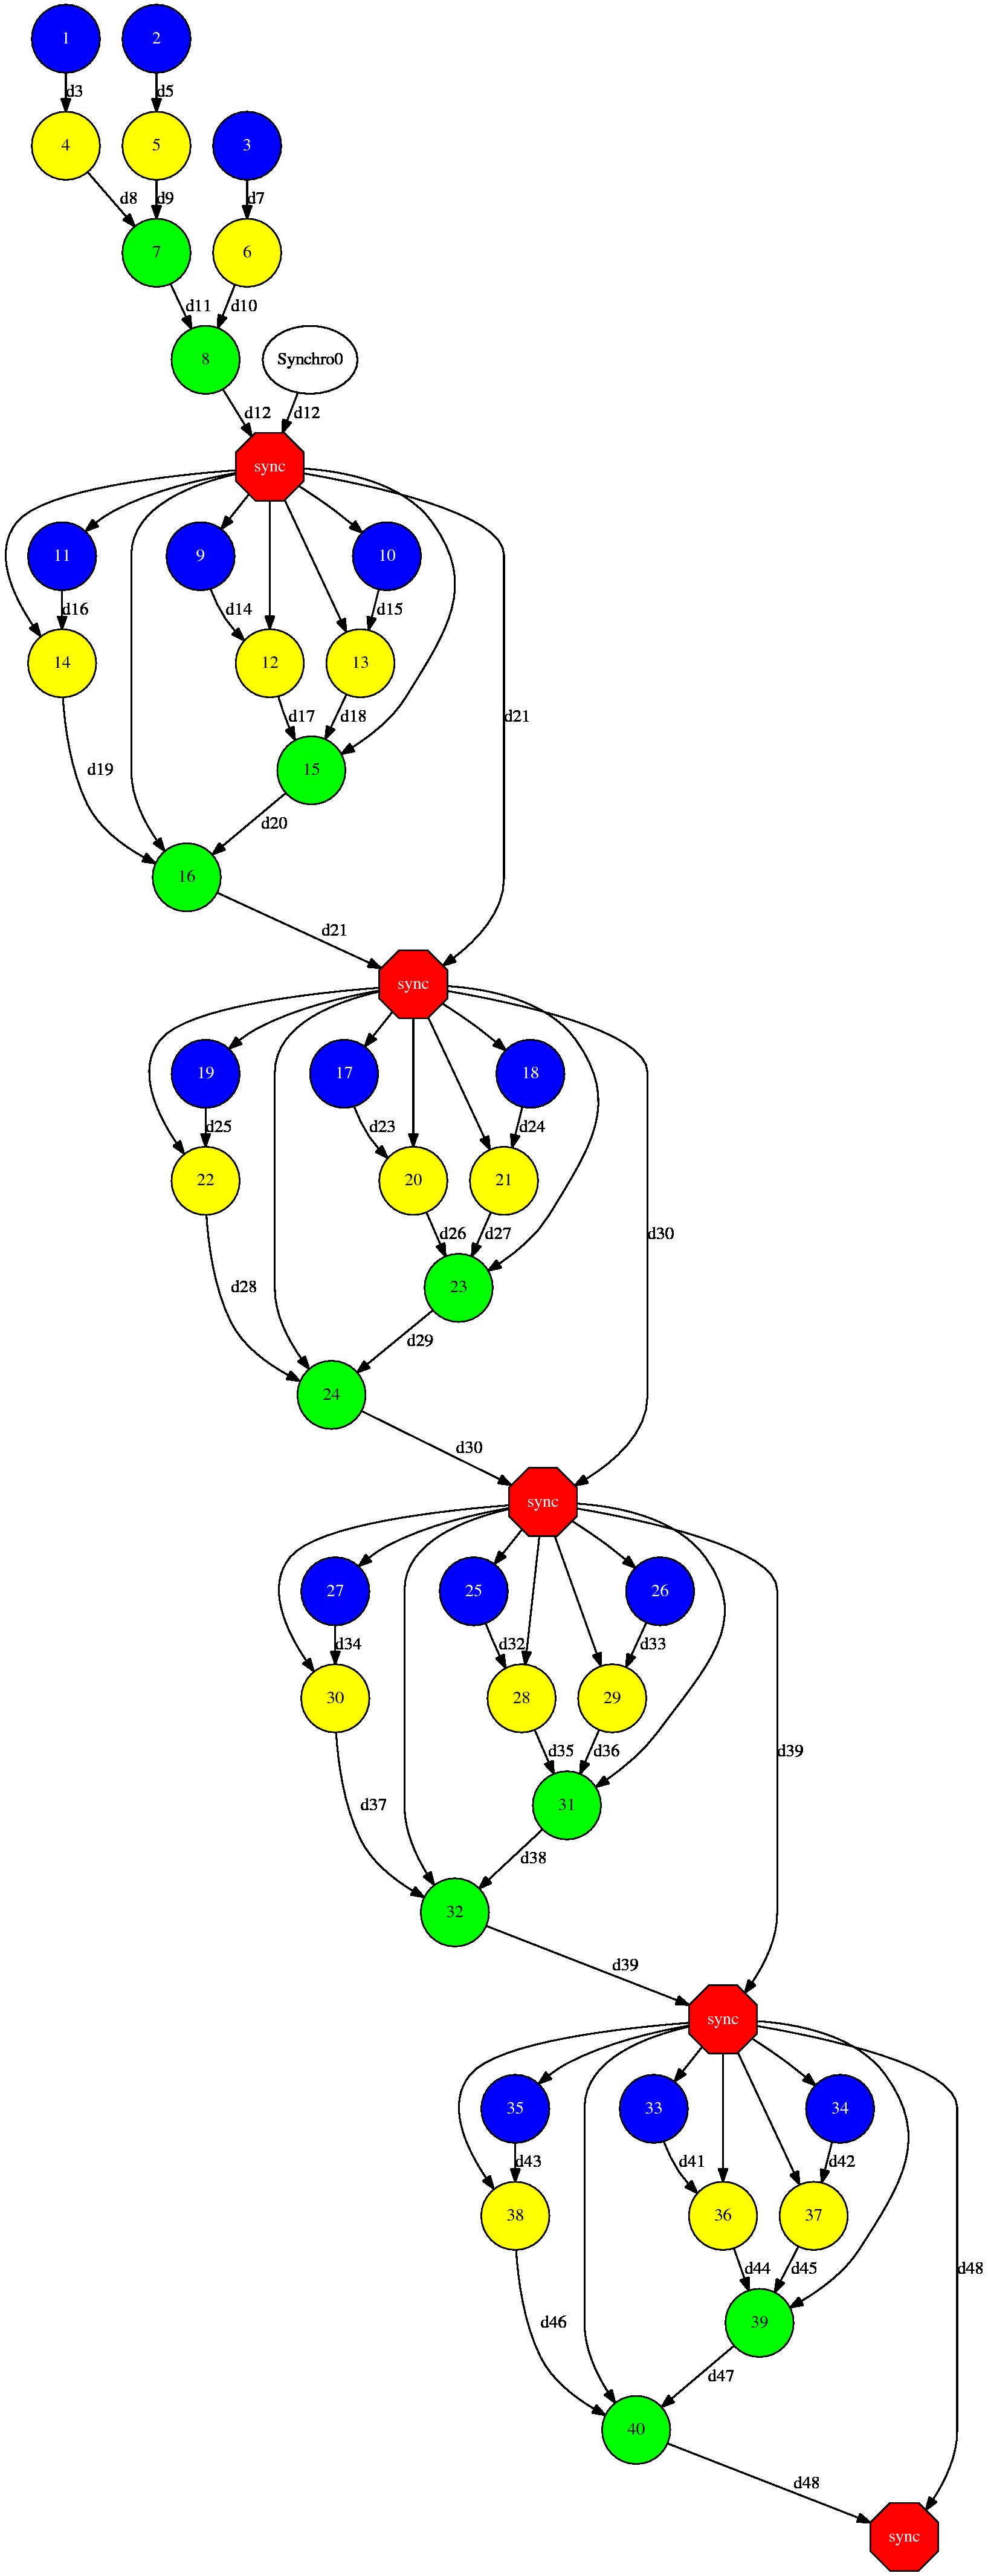 1 2
d3 d5
4 5 3
d8 d9 d7
7 6
d11 d10
8 Synchro0
d12 d12
sync
11 9 10
d16 d14 d15
14 12 13
d17 d18 d21
d19 15
d20
16
d21
sync
19 17 18
d25 d23 d24
22 20 21
d26 d27 d30
d28 23
d29
24
d30
sync
27 25 26
d34 d32 d33
30 28 29
d35 d36 d39
d37 31
d38
32
d39
sync
35 33 34
d43 d41 d42
38 36 37
d44 d45 d48
d46 39
d47
40
d48
sync